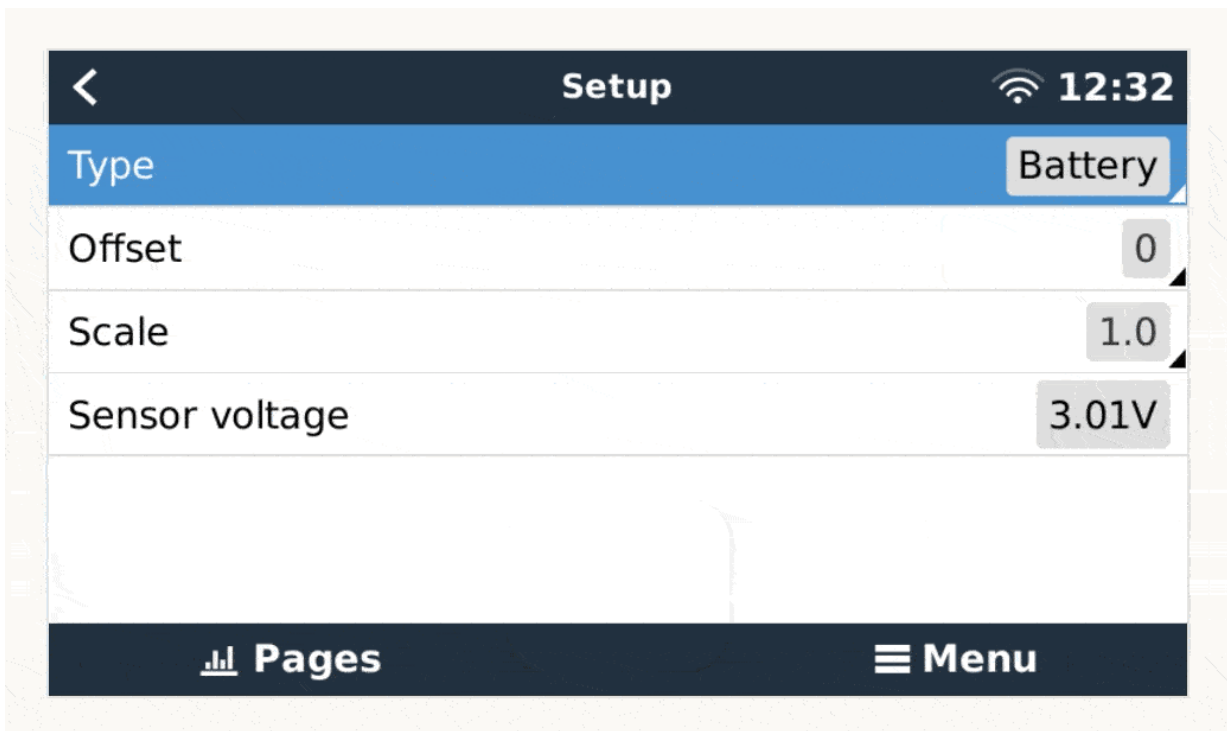 Setup 12:32
Type Battery
Offset 0
Scale 1.0
Sensor voltage 3.01V
Pages Menu